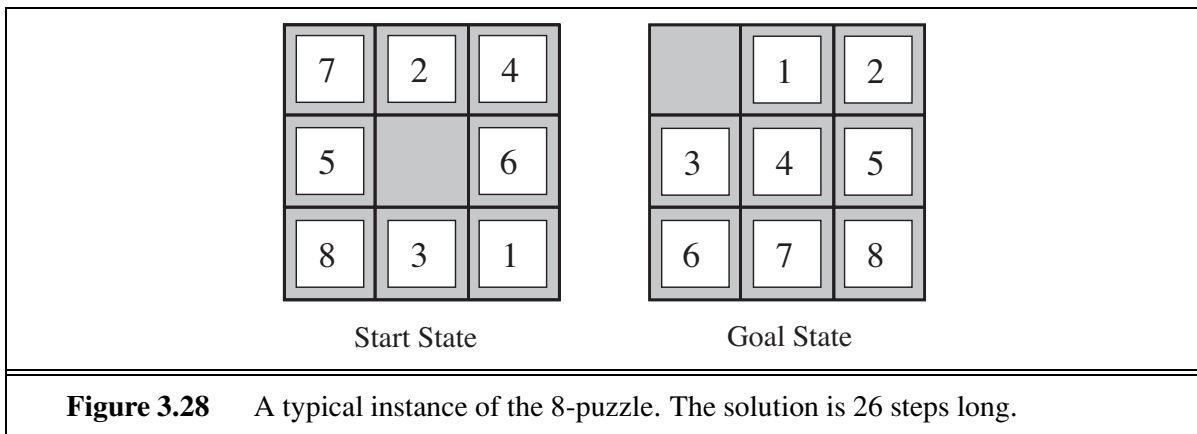 7 2 4 1 2
5 6 3 4 5
8 3 1 6 7 8
Start State Goal State
Figure 3.28 A typical instance of the 8-puzzle. The solution is 26 steps long.